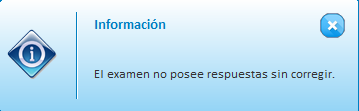 Información
El examen no posee respuestas sin corregir.